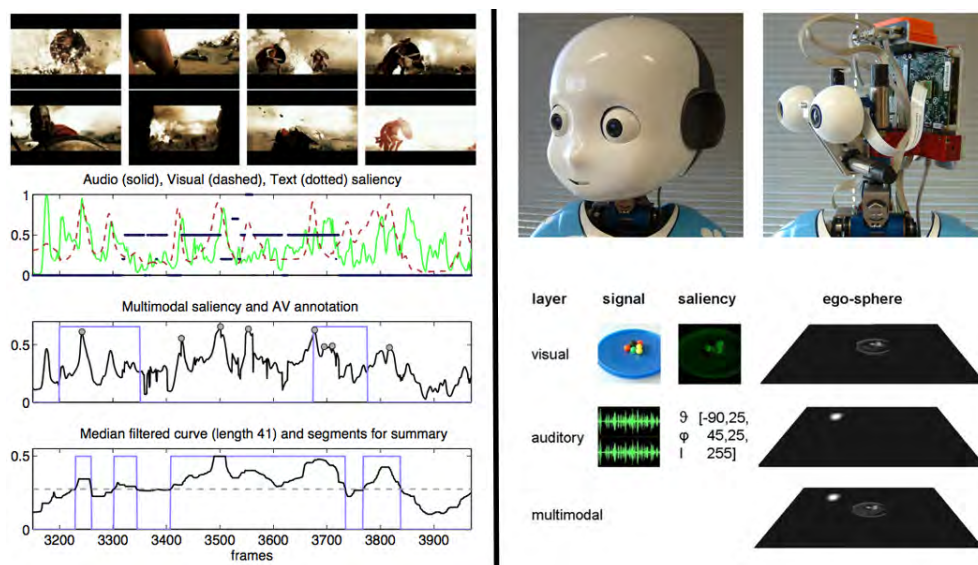 Audio (solid), Visual (dashed), Text (dotted) saliency
1
0.5
0
Multimodal saliency and AV annotation
0.5
0
Median filtered curve (length 41) and segments for summary
0.5
0
3200 3300 3400 3500 3600 3700 3800 3900
frames
layer signal saliency ego-sphere
visual
auditory
ϑ [-90,25,
φ 45,25,
I 255]
multimodal